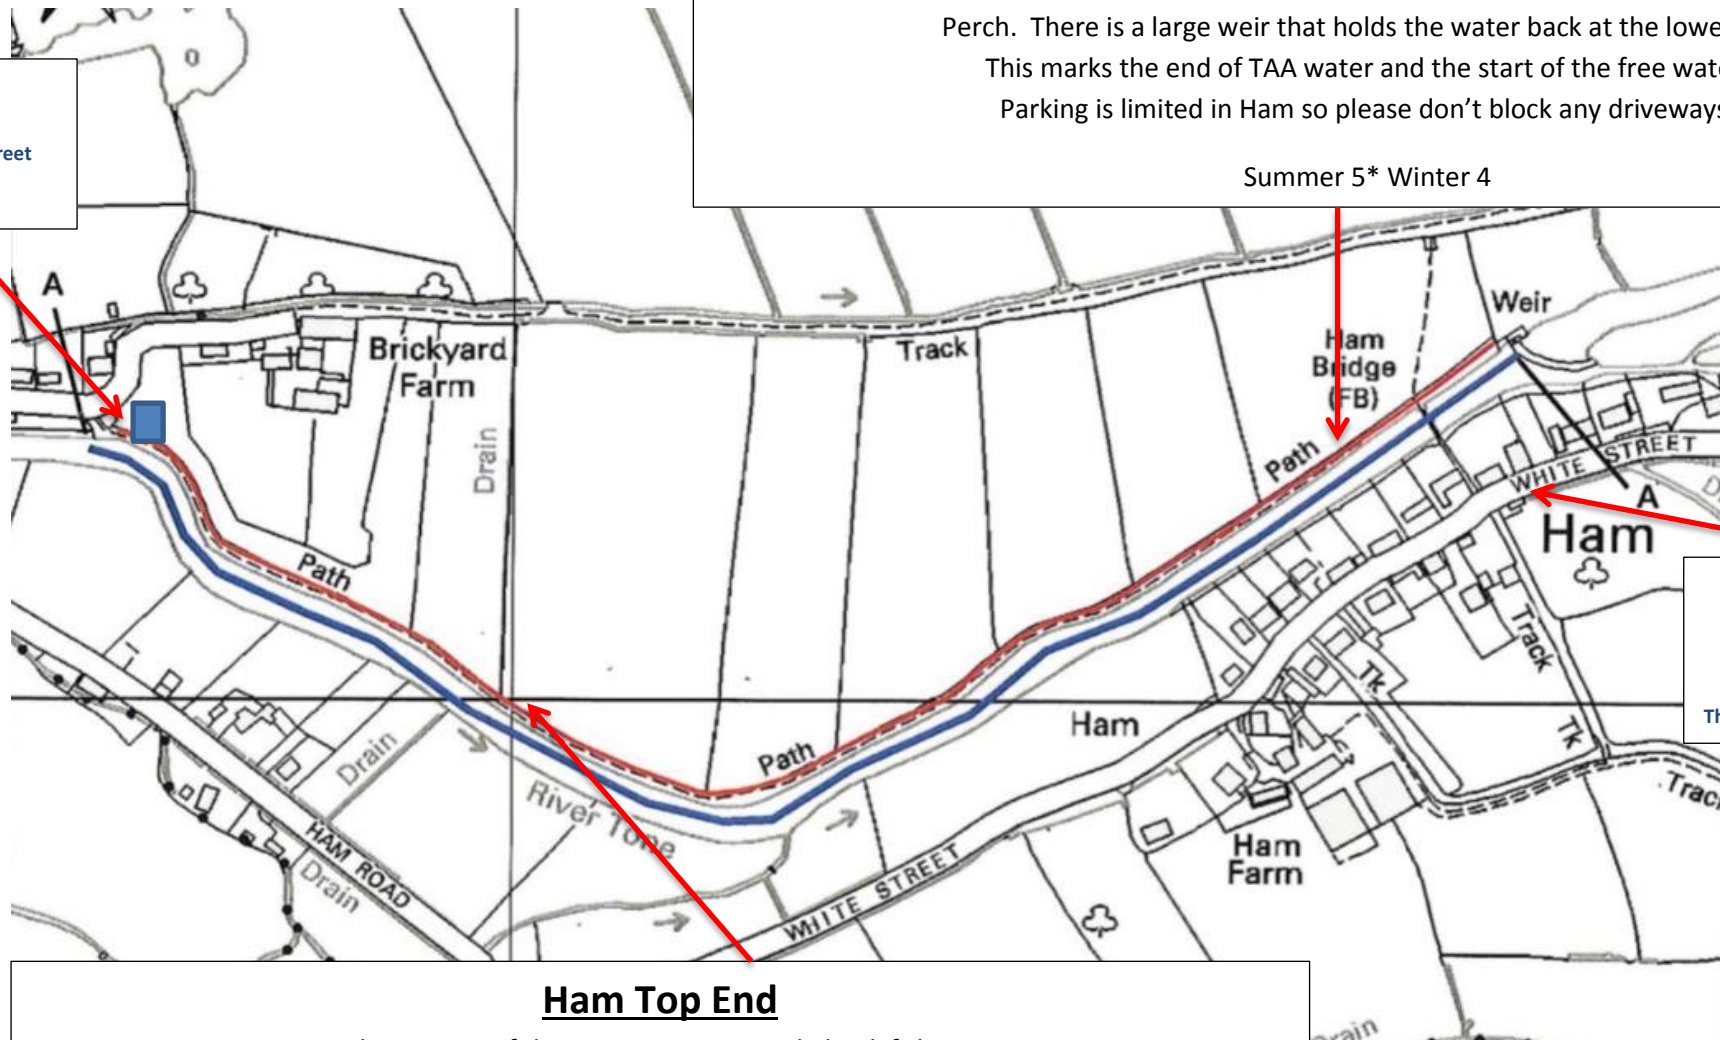 Perch. There is a large weir that holds the water back at the lowe
This marks the end of TAA water and the start of the free wat
Parking is limited in Ham so please don't block any driveways
Summer 5* Winter 4
reet
A
Weir
Brickyard
Farm
Track
Ham
Bridge
(FB)
Drain
Path
WHITE STREET
A
Ham
Path
Track
Tk
Th
Ham
Tk
Path
Drain
River Tone
Trac
HAM ROAD
Drain
WHITE STREET
Ham
Farm
Ham Top End
Drain